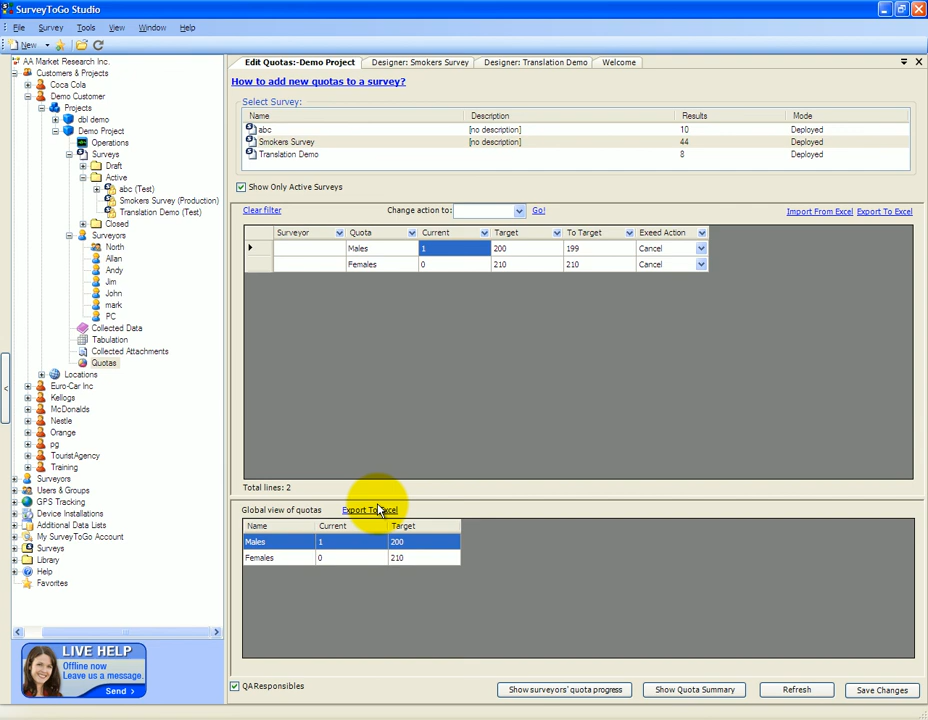 SurveyToGo Studio
File Survey Tools View Window Help
New
AA Market Research Inc.
Customers & Projects
Coca Cola
Demo Customer
Projects
dbl demo
Demo Project
Operations
Surveys
Draft
Active
abc (Test)
Smokers Survey (Production)
Translation Demo (Test)
Closed
Surveyors
North
Allan
Andy
Jim
John
mark
PC
Collected Data
Tabulation
Collected Attachments
Quotas
Locations
Euro-Car Inc
Kellogs
McDonalds
Nestle
Orange
pg
TouristAgency
Training
Surveyors
Users & Groups
GPS Tracking
Device Installations
Additional Data Lists
My SurveyToGo Account
Surveys
Library
Help
Favorites
LIVE HELP
Offline now
Leave us a message.
Send >
Edit Quotas:-Demo Project Designer: Smokers Survey Designer: Translation Demo Welcome
How to add new quotas to a survey?
Select Survey:
Name Description Results Mode
abc [no description] 10 Deployed
Smokers Survey [no description] 44 Deployed
Translation Demo [no description] 8 Deployed
Show Only Active Surveys
Clear filter Change action to: Go! Import From Excel Export To Excel
Surveyor Quota Current Target To Target Exeed Action
Males 1 200 199 Cancel
Females 0 210 210 Cancel
Total lines: 2
Global view of quotas Export To Excel
Name Current Target
Males 1 200
Females 0 210
QAResponsibles Show surveyors' quota progress Show Quota Summary Refresh Save Changes